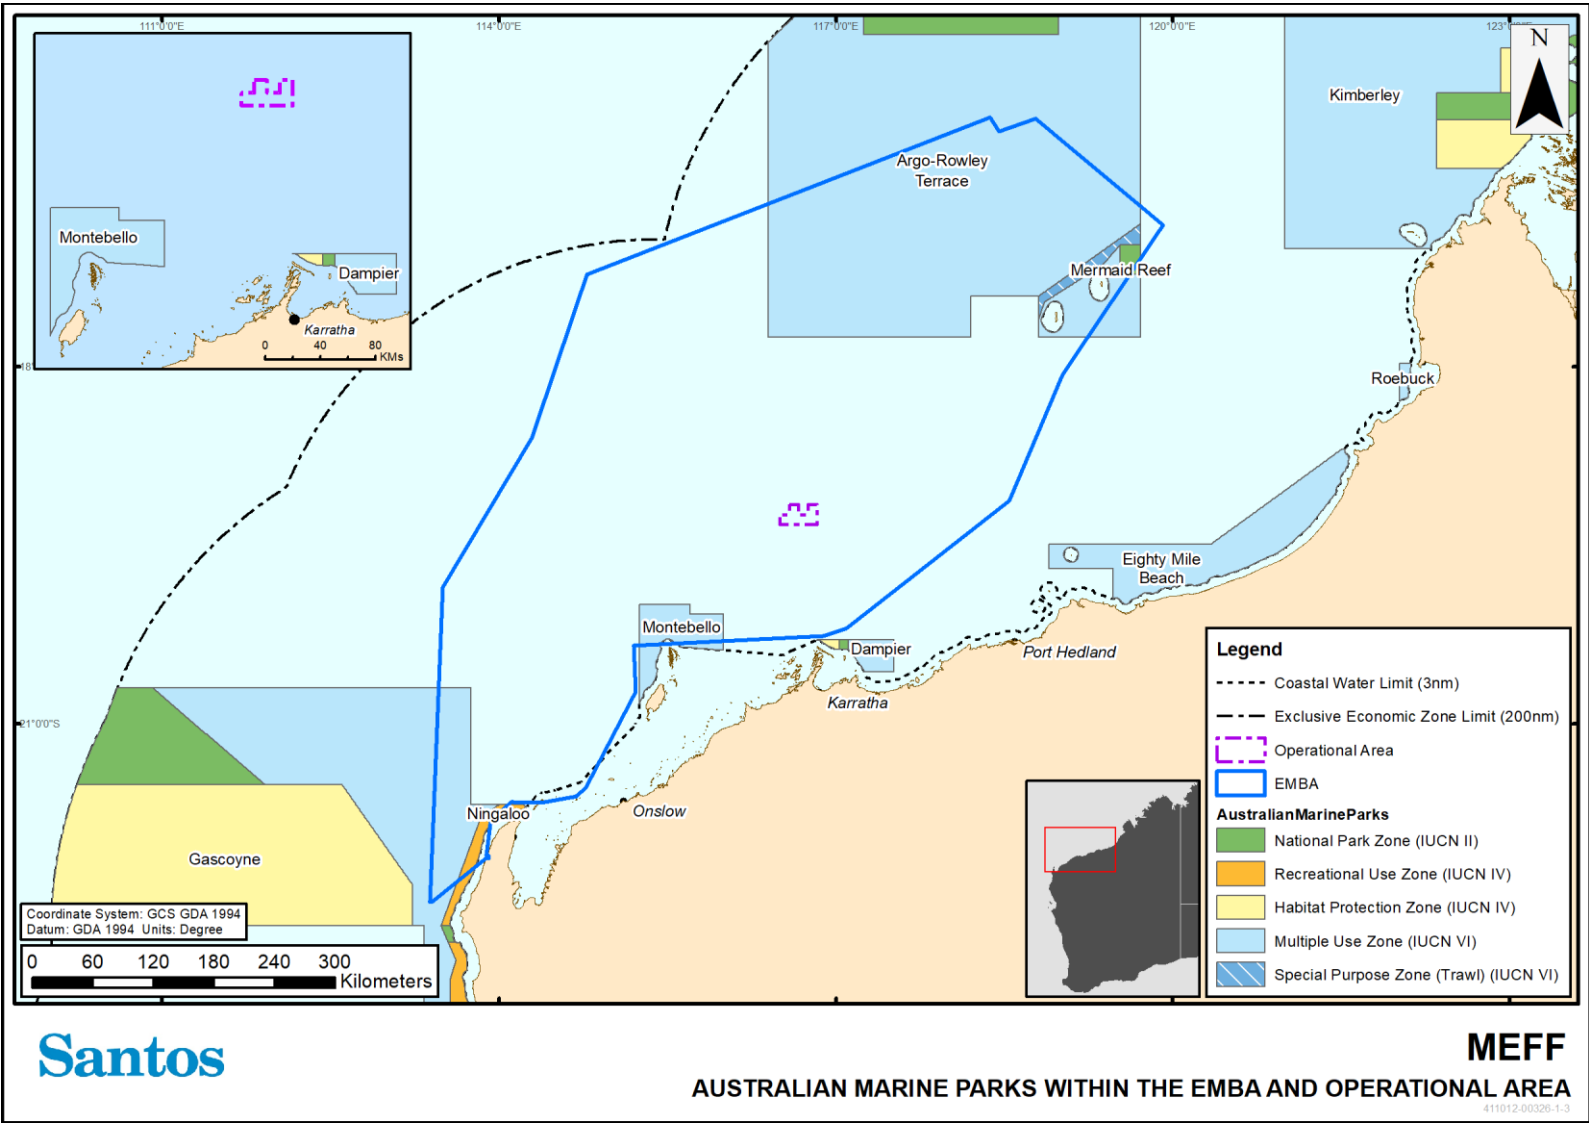 111°0'0"E
114°0'0"E
117°0'0"E
120°0'0"E
N
Kimberley
Argo-Rowley
Terrace
Montebello
Dampier
Mermaid Reef
Karratha
0 40 80
KMs
Roebuck
Eighty Mile
Beach
Montebello
Dampier
Port Hedland
Karratha
21°0'0"S
Ningaloo
Onslow
Gascoyne
Coordinate System: GCS GDA 1994
Datum: GDA 1994 Units: Degree
0 60 120 180 240 300
Kilometers
Legend
Coastal Water Limit (3nm)
Exclusive Economic Zone Limit (200nm)
Operational Area
EMBA
AustralianMarineParks
National Park Zone (IUCN II)
Recreational Use Zone (IUCN IV)
Habitat Protection Zone (IUCN IV)
Multiple Use Zone (IUCN VI)
Special Purpose Zone (Trawl) (IUCN VI)
Santos
MEFF
AUSTRALIAN MARINE PARKS WITHIN THE EMBA AND OPERATIONAL AREA
411012-00326-1-3